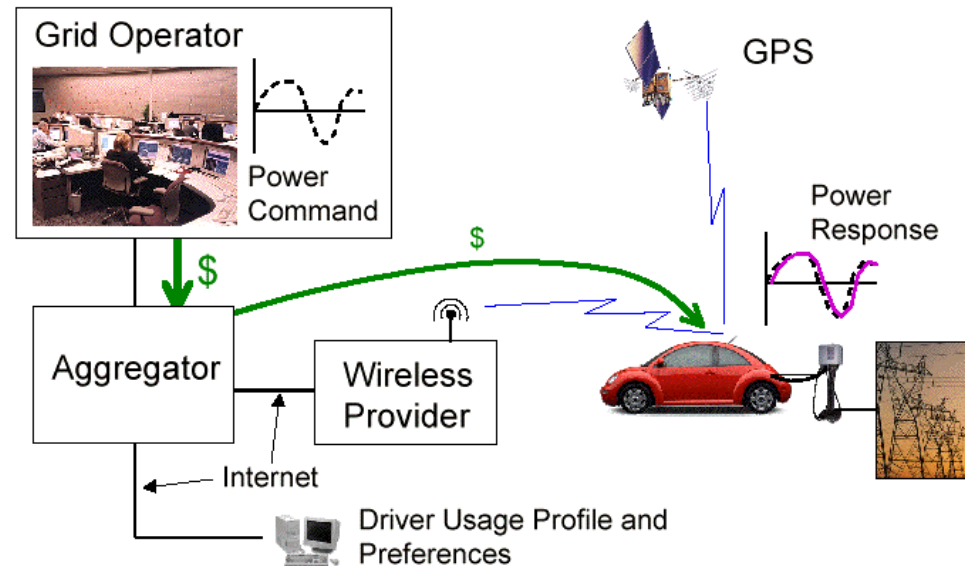 Grid Operator
Power
Command
GPS
Power
Response
$
$
Aggregator
Wireless
Provider
Internet
Driver Usage Profile and
Preferences